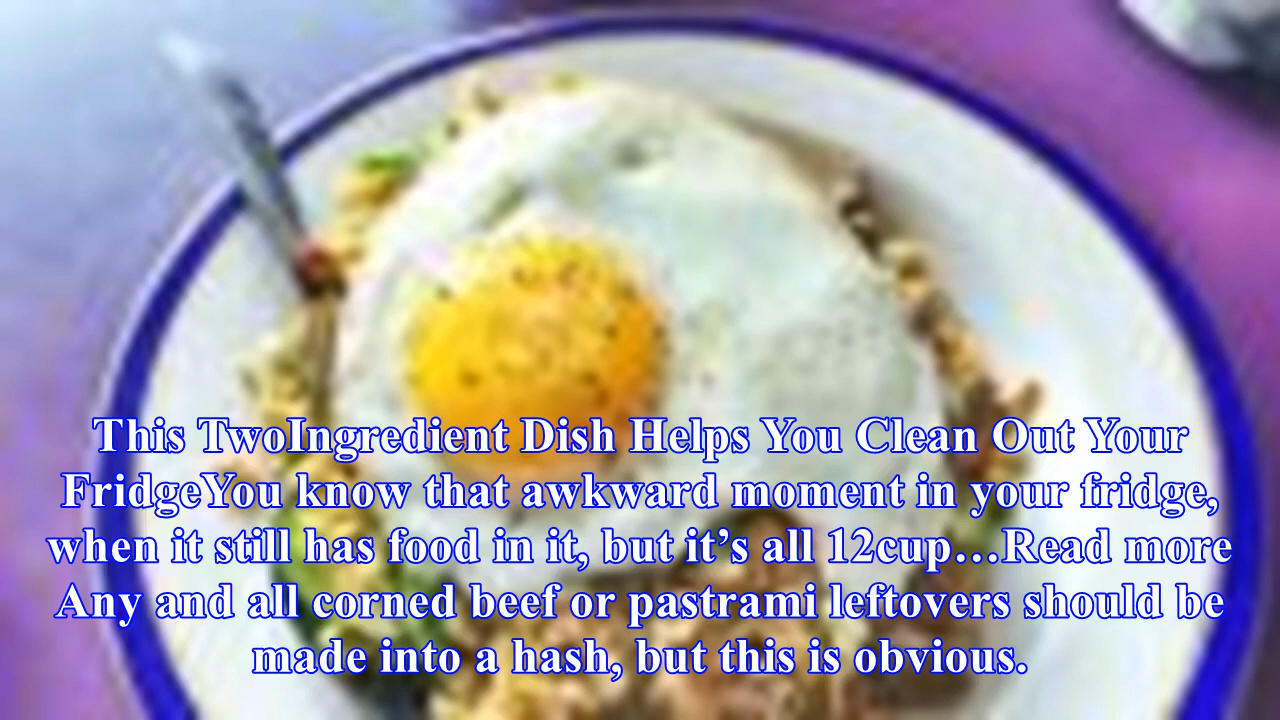 This TwoIngredient Dish Helps You Clean Out Your
FridgeYou know that awkward moment in your fridge,
when it still has food in it, but it’s all 12cup…Read more
Any and all corned beef or pastrami leftovers should be
made into a hash, but this is obvious.